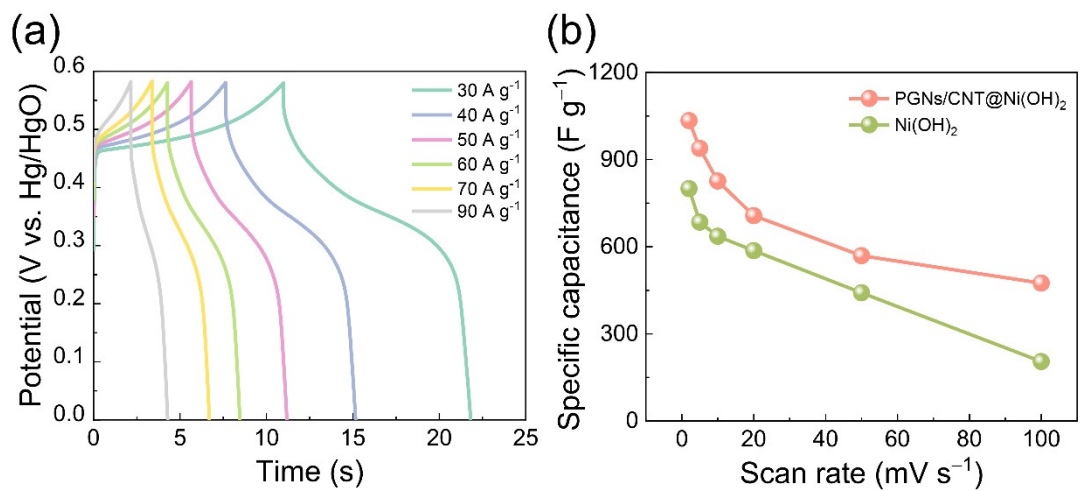 (a)
Potential (V vs. Hg/HgO)
0.6
0.5
0.4
0.3
0.2
0.1
0.0
0
5
10
15
20
25
Time (s)
30 A g⁻¹
40 A g⁻¹
50 A g⁻¹
60 A g⁻¹
70 A g⁻¹
90 A g⁻¹
(b)
Specific capacitance (F g⁻¹)
1200
900
600
300
0
0
20
40
60
80
100
Scan rate (mV s⁻¹)
PGNs/CNT@Ni(OH)₂
Ni(OH)₂